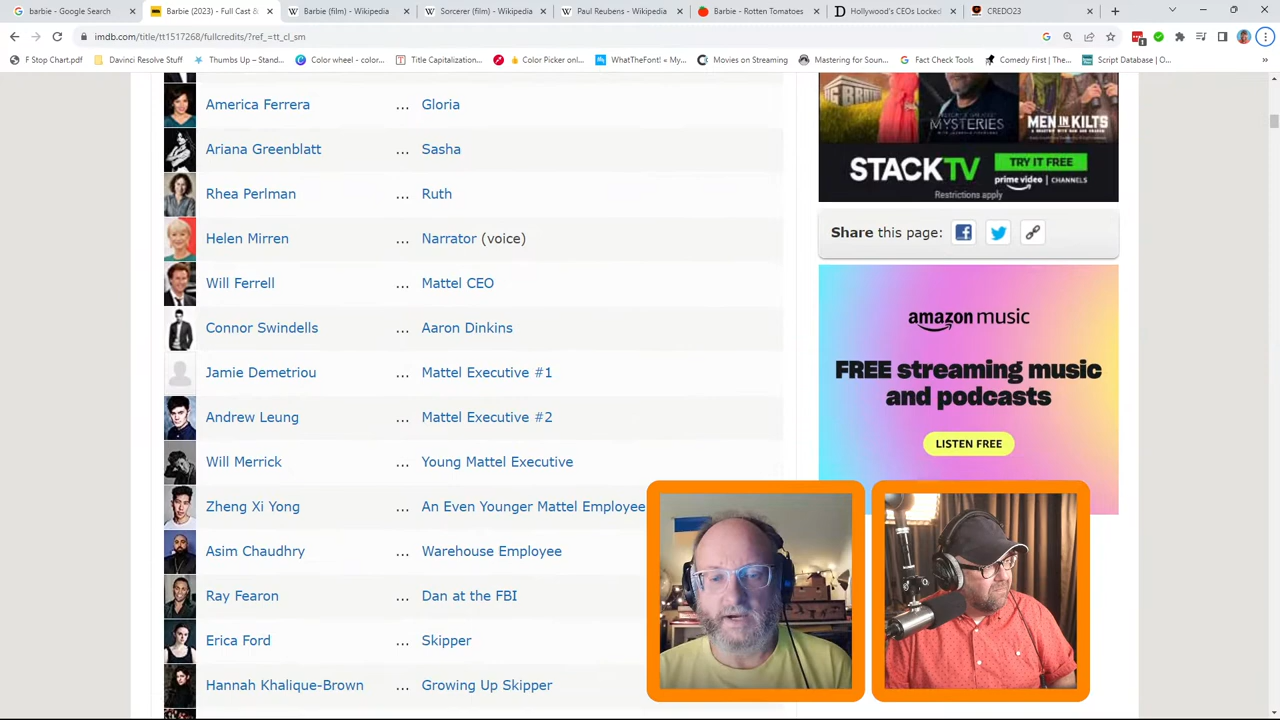 barbie - Google Search
Barbie (2023) - Full Cast &
Barbie (film) - Wikipedia
Sorcerer (film) - Wikipedia
Paul Reubens - Wikipedia
Barbie - Rotten Tomatoes
Hollywood's CEOs Locked
CREDO23
imdb.com/title/tt1517268/fullcredits/?ref_=tt_cl_sm
1
F Stop Chart.pdf
Davinci Resolve Stuff
Thumbs Up – Stand...
Color wheel - color...
Title Capitalization...
Color Picker onl...
WhatTheFont! « My...
Movies on Streaming
Mastering for Soun...
Fact Check Tools
Comedy First | The...
Script Database | O...
America Ferrera ... Gloria
Ariana Greenblatt ... Sasha
Rhea Perlman ... Ruth
Helen Mirren ... Narrator (voice)
Will Ferrell ... Mattel CEO
Connor Swindells ... Aaron Dinkins
Jamie Demetriou ... Mattel Executive #1
Andrew Leung ... Mattel Executive #2
Will Merrick ... Young Mattel Executive
Zheng Xi Yong ... An Even Younger Mattel Employee
Asim Chaudhry ... Warehouse Employee
Ray Fearon ... Dan at the FBI
Erica Ford ... Skipper
Hannah Khalique-Brown ... Growing Up Skipper
MYSTERIES
MEN IN KILTS
STACKTV
TRY IT FREE
prime video | CHANNELS
Restrictions apply
Share this page:
amazon music
FREE streaming music
and podcasts
LISTEN FREE